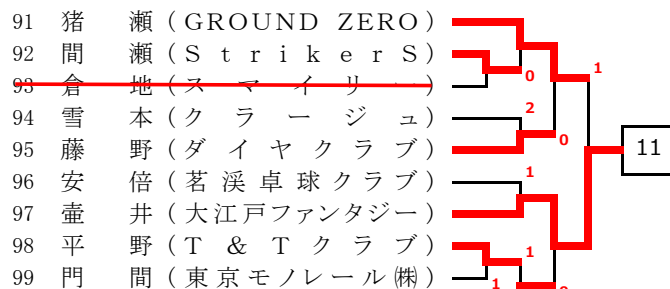 91 猪瀬(GROUND ZERO)
92 間瀬(StrikerS)
93 倉地(スマイリー)
94 雪本(クラージュ)
95 藤野(ダイヤクラブ)
96 安倍(茗渓卓球クラブ)
97 壷井(大江戸ファンタジー)
98 平野(T&Tクラブ)
99 門間(東京モノレール㈱)
1
0
2
0
11
1
1
1